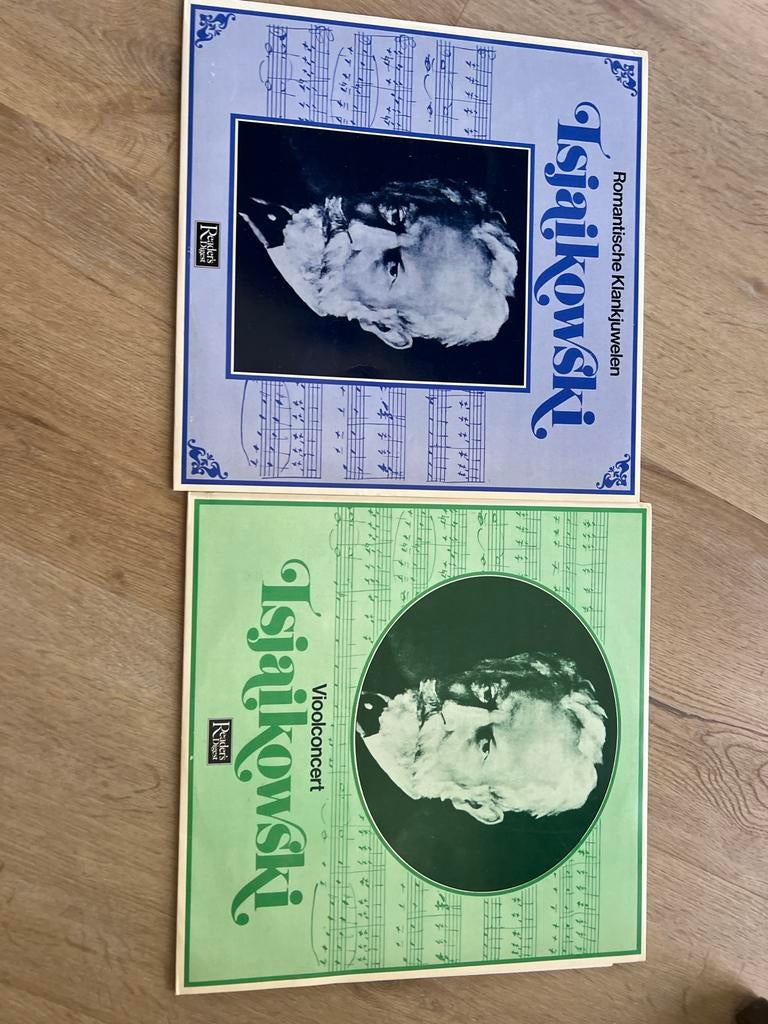 Romantische Klankjuwelen
Tsjaikowski
Reader's
Digest
Tsjaikowski
Vioolconcert
Reader's
Digest